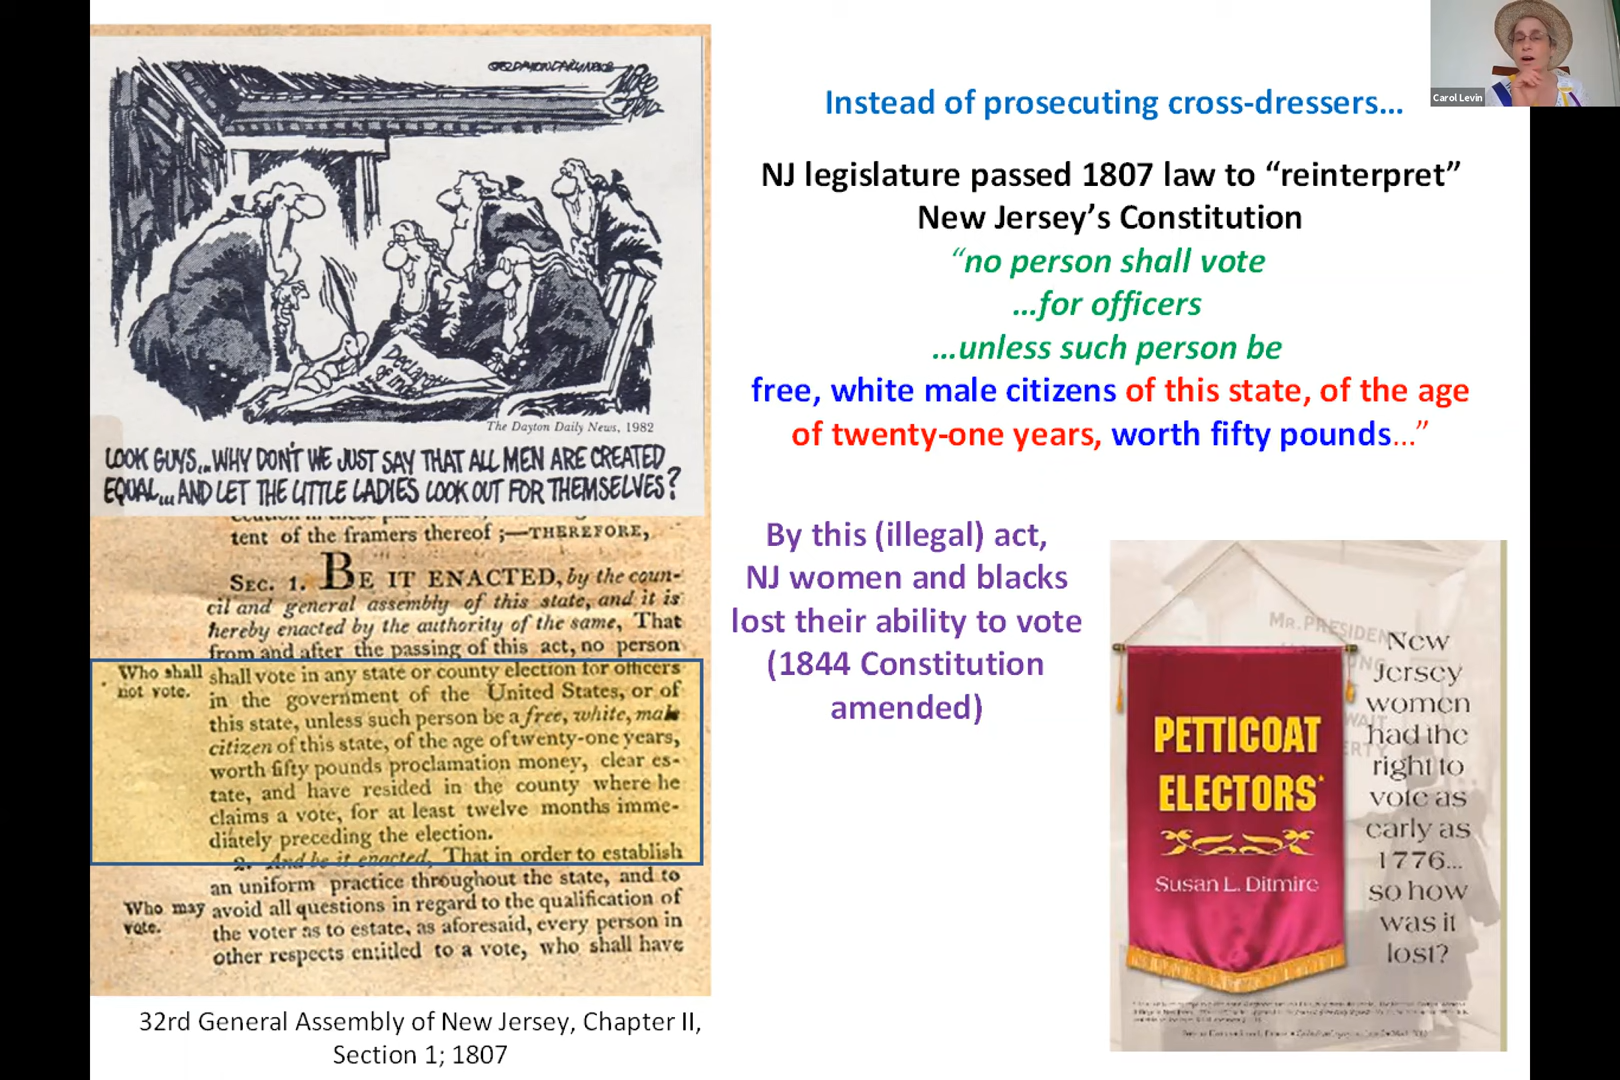 The Dayton Daily News, 1982
LOOK GUYS... WHY DON'T WE JUST SAY THAT ALL MEN ARE CREATED
EQUAL... AND LET THE LITTLE LADIES LOOK OUT FOR THEMSELVES?
tent of the framers thereof ;—THEREFORE,
SEC. 1. BE IT ENACTED, by the coun-
cil and general assembly of this state, and it is
hereby enacted by the authority of the same, That
from and after the passing of this act, no person
Who shall not vote.
shall vote in any state or county election for officers
in the government of the United States, or of
this state, unless such person be a free, white, male
citizen of this state, of the age of twenty-one years,
worth fifty pounds proclamation money, clear es-
tate, and have resided in the county where he
claims a vote, for at least twelve months imme-
diately preceding the election.
2. And be it enacted, That in order to establish
an uniform practice throughout the state, and to
Who may vote.
avoid all questions in regard to the qualification of
the voter as to estate, as aforesaid, every person in
other respects entitled to a vote, who shall have
32rd General Assembly of New Jersey, Chapter II,
Section 1; 1807
Instead of prosecuting cross-dressers...
NJ legislature passed 1807 law to “reinterpret”
New Jersey’s Constitution
“no person shall vote
...for officers
...unless such person be
free, white male citizens of this state, of the age
of twenty-one years, worth fifty pounds...”
By this (illegal) act,
NJ women and blacks
lost their ability to vote
(1844 Constitution
amended)
MR. PRESIDEN
PETTICOAT
ELECTORS*
Susan L. Ditmire
New
Jersey
women
had the
right to
vote as
early as
1776...
so how
was it
lost?
Carol Levin